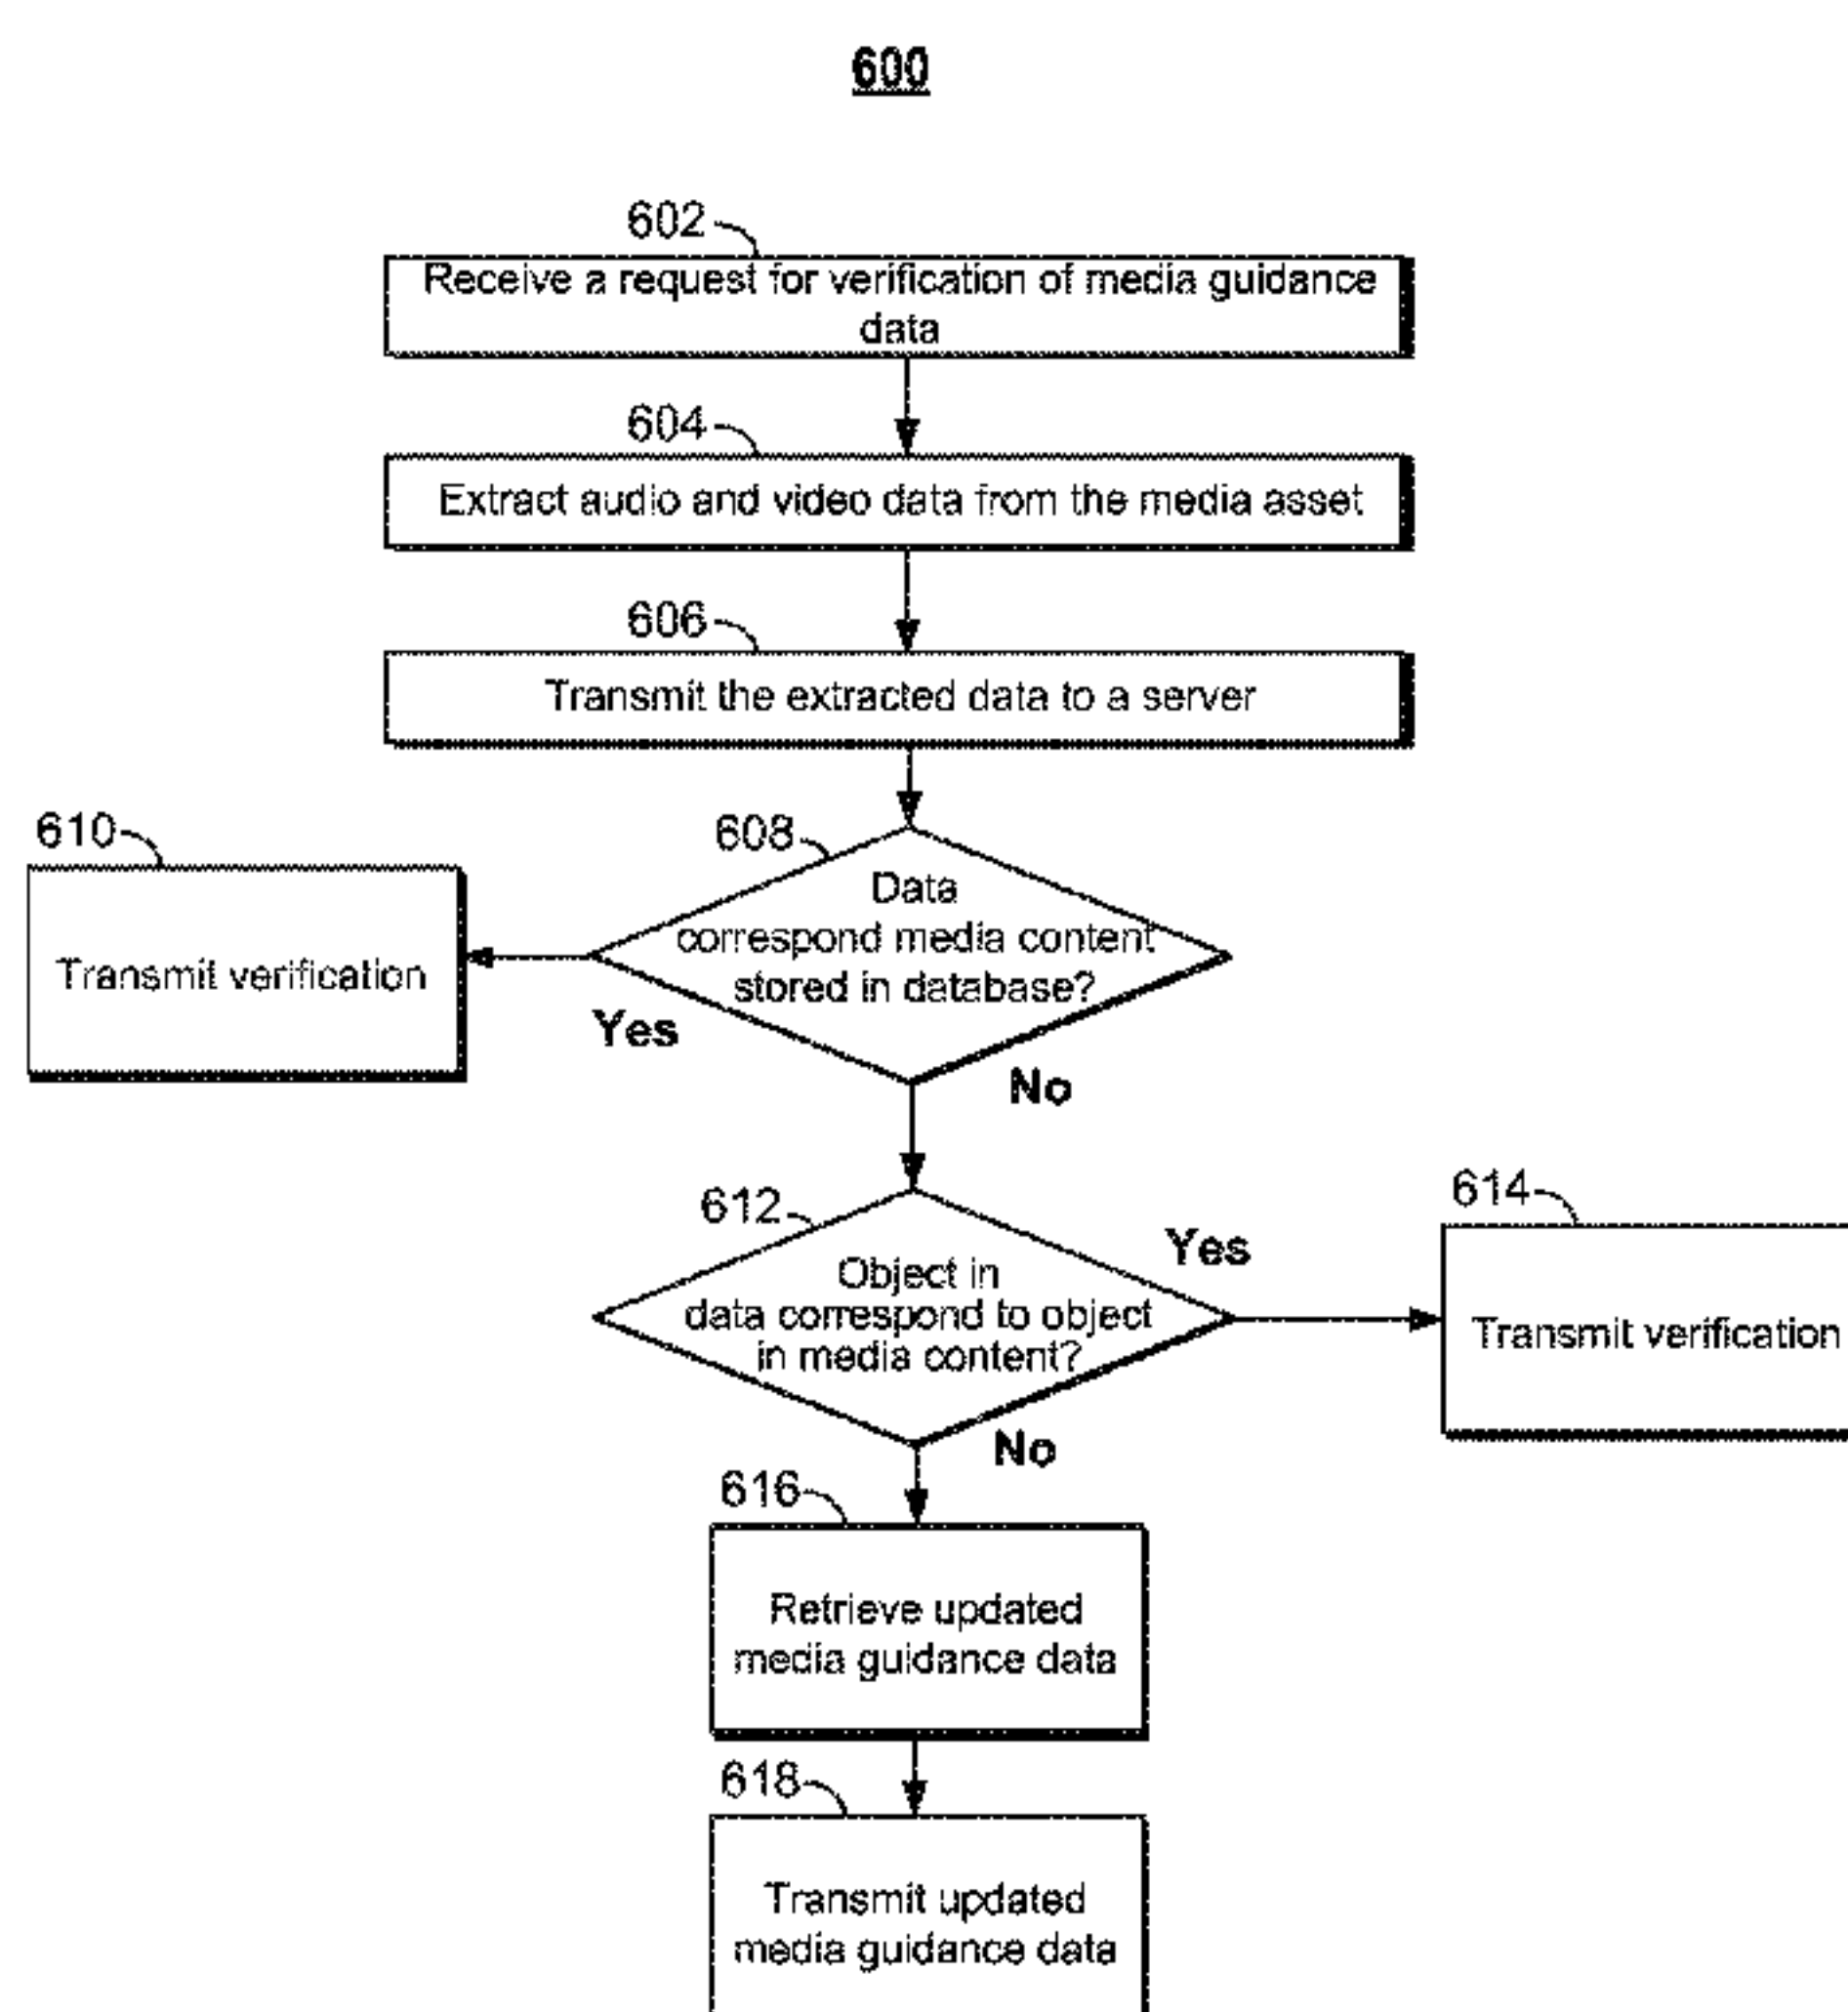 600
602
Receive a request for verification of media guidance
data
604
Extract audio and video data from the media asset
606
Transmit the extracted data to a server
608
Data
correspond media content
stored in database?
610
Transmit verification
Yes
No
612
Object in
data correspond to object
in media content?
Yes
614
Transmit verification
No
616
Retrieve updated
media guidance data
618
Transmit updated
media guidance data